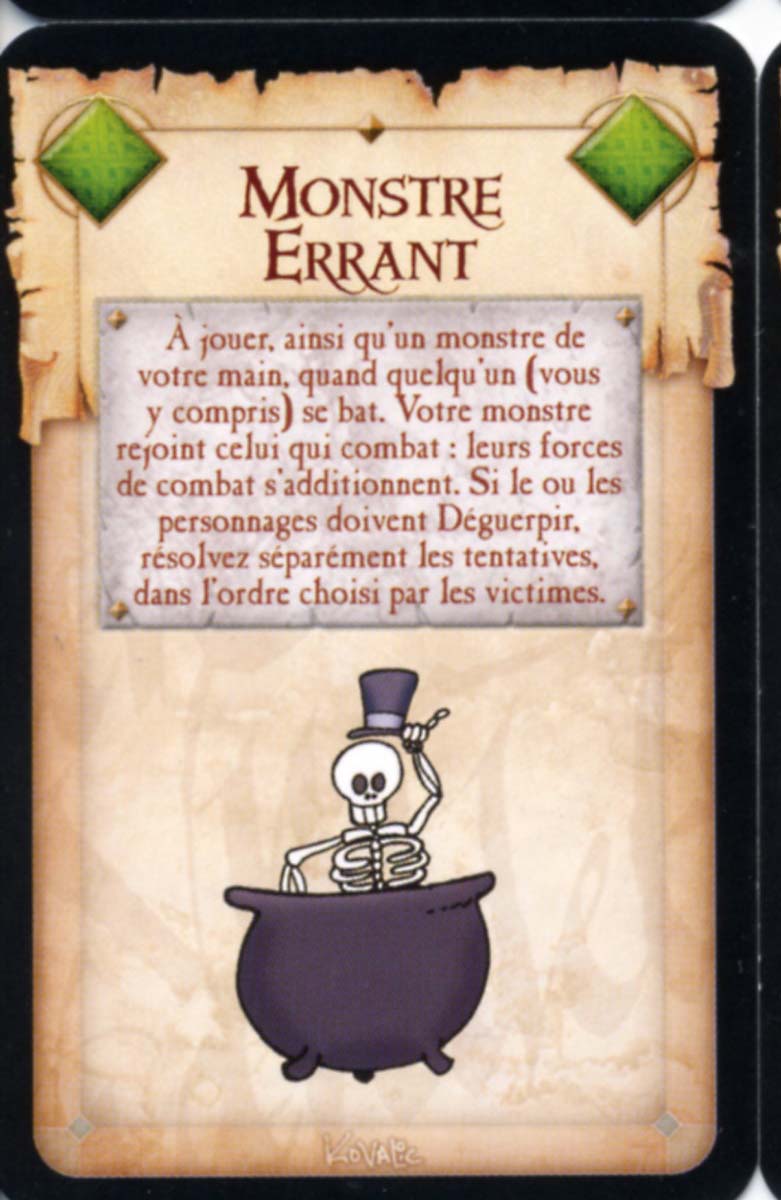 MONSTRE
ERRANT
À jouer, ainsi qu'un monstre de
votre main, quand quelqu'un (vous
y compris) se bat. Votre monstre
rejoint celui qui combat : leurs forces
de combat s'additionnent. Si le ou les
personnages doivent Déguerpir,
résolvez séparément les tentatives,
dans l'ordre choisi par les victimes.
KOVALIC